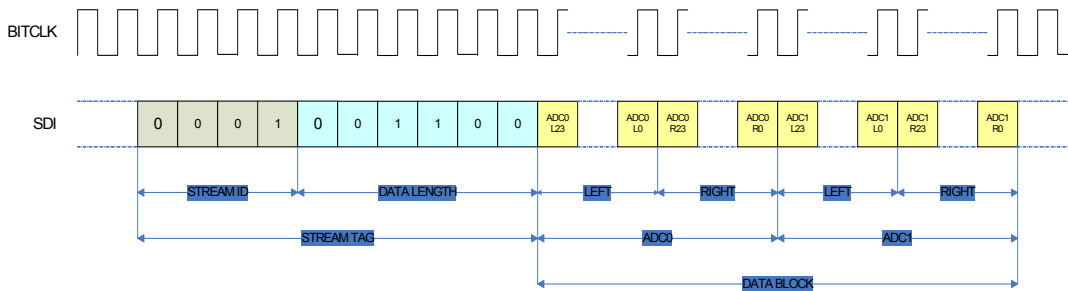 BITCLK
SDI
0 0 0 1 0 0 1 1 0 0
ADC0 L23
ADC0 L0
ADC0 R23
ADC0 R0
ADC1 L23
ADC1 L0
ADC1 R23
ADC1 R0
STREAM ID DATA LENGTH LEFT RIGHT LEFT RIGHT
STREAM TAG ADC0 ADC1
DATA BLOCK